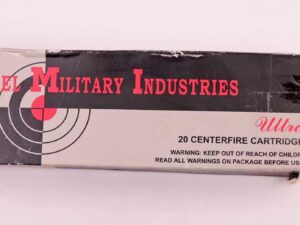 EL MILITARY INDUSTRIES
Ultra
20 CENTERFIRE CARTRIDGE
WARNING: KEEP OUT OF REACH OF CHILDR
READ ALL WARNINGS ON PACKAGE BEFORE US